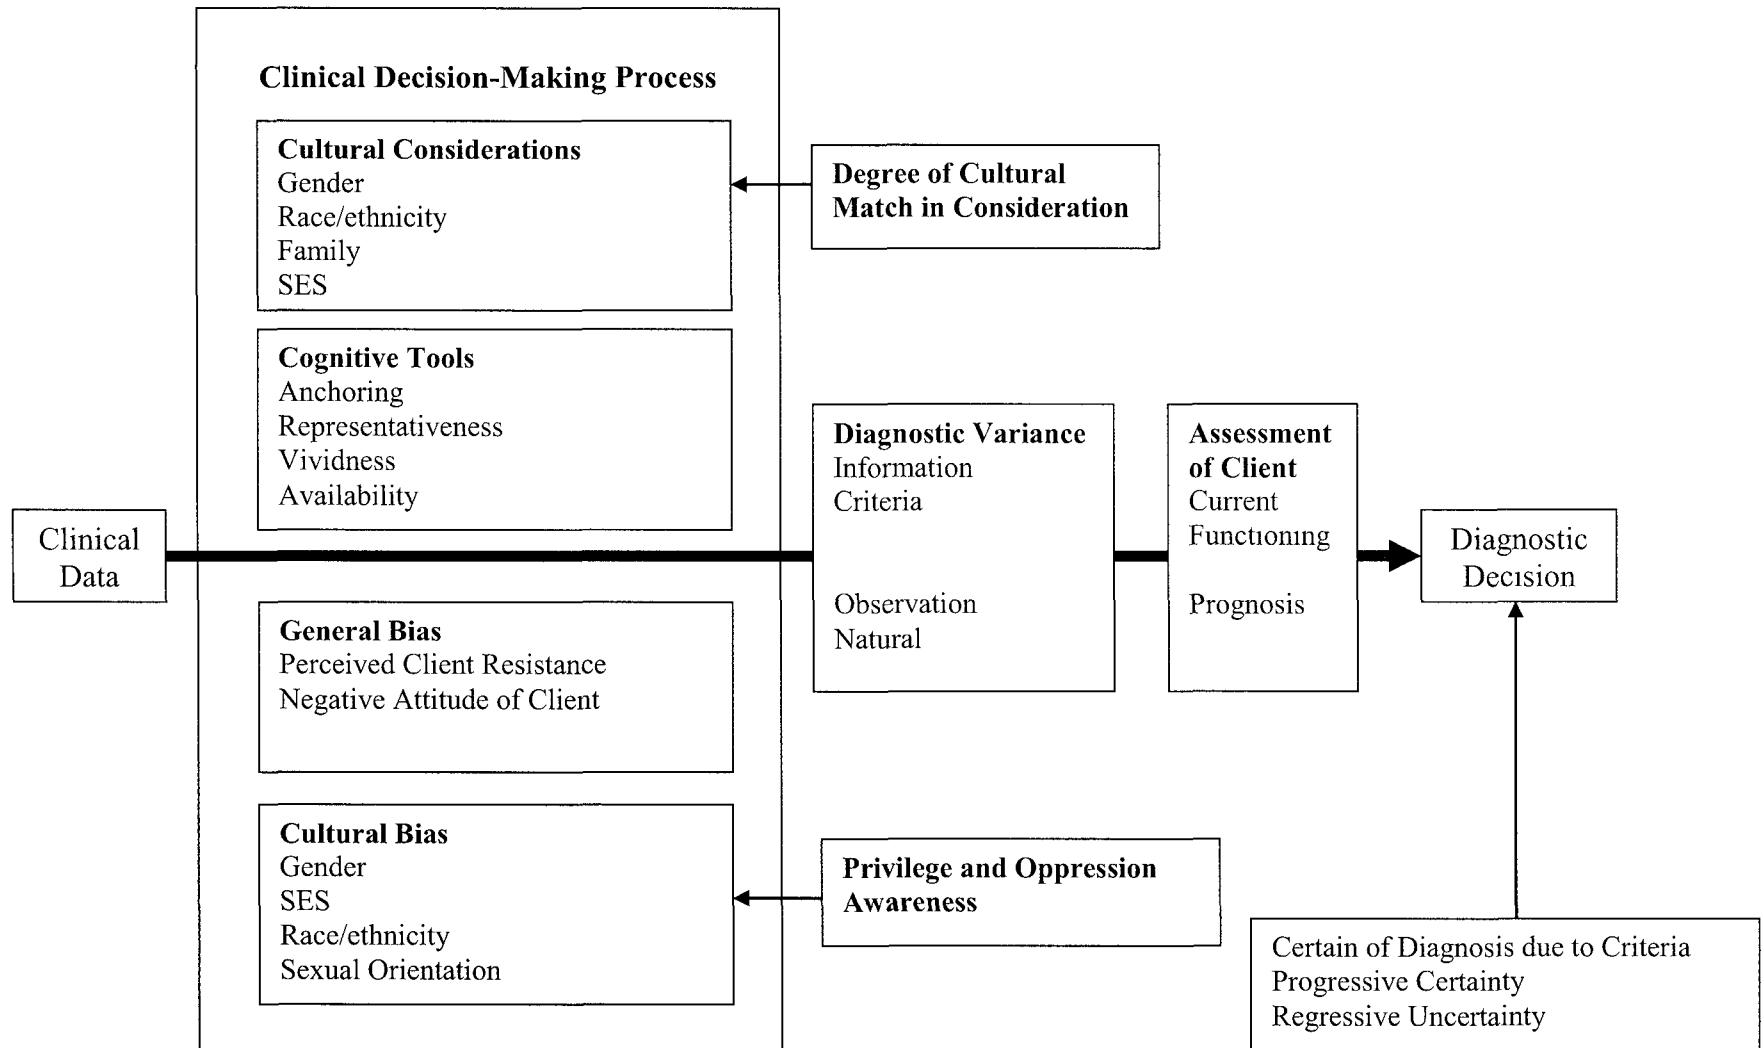 Clinical Decision-Making Process
Cultural Considerations
Gender
Race/ethnicity
Family
SES
Degree of Cultural
Match in Consideration
Cognitive Tools
Anchoring
Representativeness
Vividness
Availability
Clinical
Data
General Bias
Perceived Client Resistance
Negative Attitude of Client
Cultural Bias
Gender
SES
Race/ethnicity
Sexual Orientation
Privilege and Oppression
Awareness
Diagnostic Variance
Information
Criteria
Observation
Natural
Assessment
of Client
Current
Functioning
Prognosis
Diagnostic
Decision
Certain of Diagnosis due to Criteria
Progressive Certainty
Regressive Uncertainty